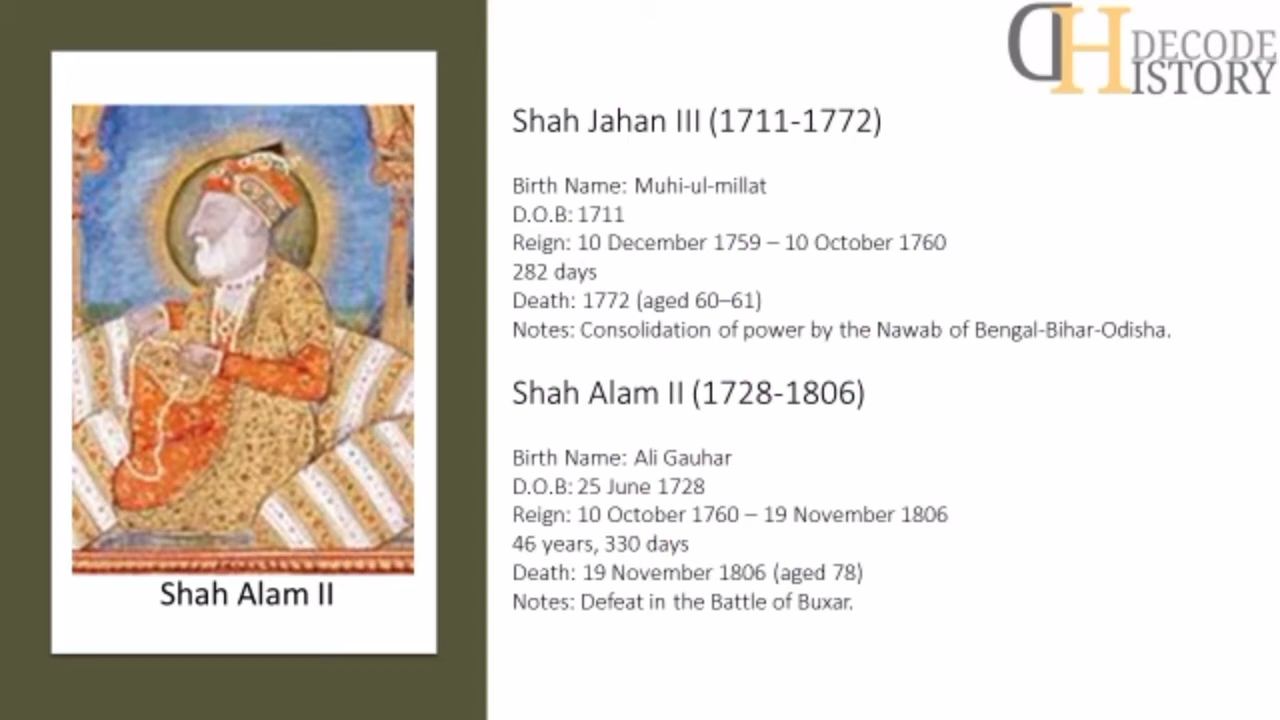 DH DECODE
HISTORY
Shah Jahan III (1711-1772)
Birth Name: Muhi-ul-millat
D.O.B: 1711
Reign: 10 December 1759 – 10 October 1760
282 days
Death: 1772 (aged 60–61)
Notes: Consolidation of power by the Nawab of Bengal-Bihar-Odisha.
Shah Alam II (1728-1806)
Birth Name: Ali Gauhar
D.O.B: 25 June 1728
Reign: 10 October 1760 – 19 November 1806
46 years, 330 days
Death: 19 November 1806 (aged 78)
Notes: Defeat in the Battle of Buxar.
Shah Alam II